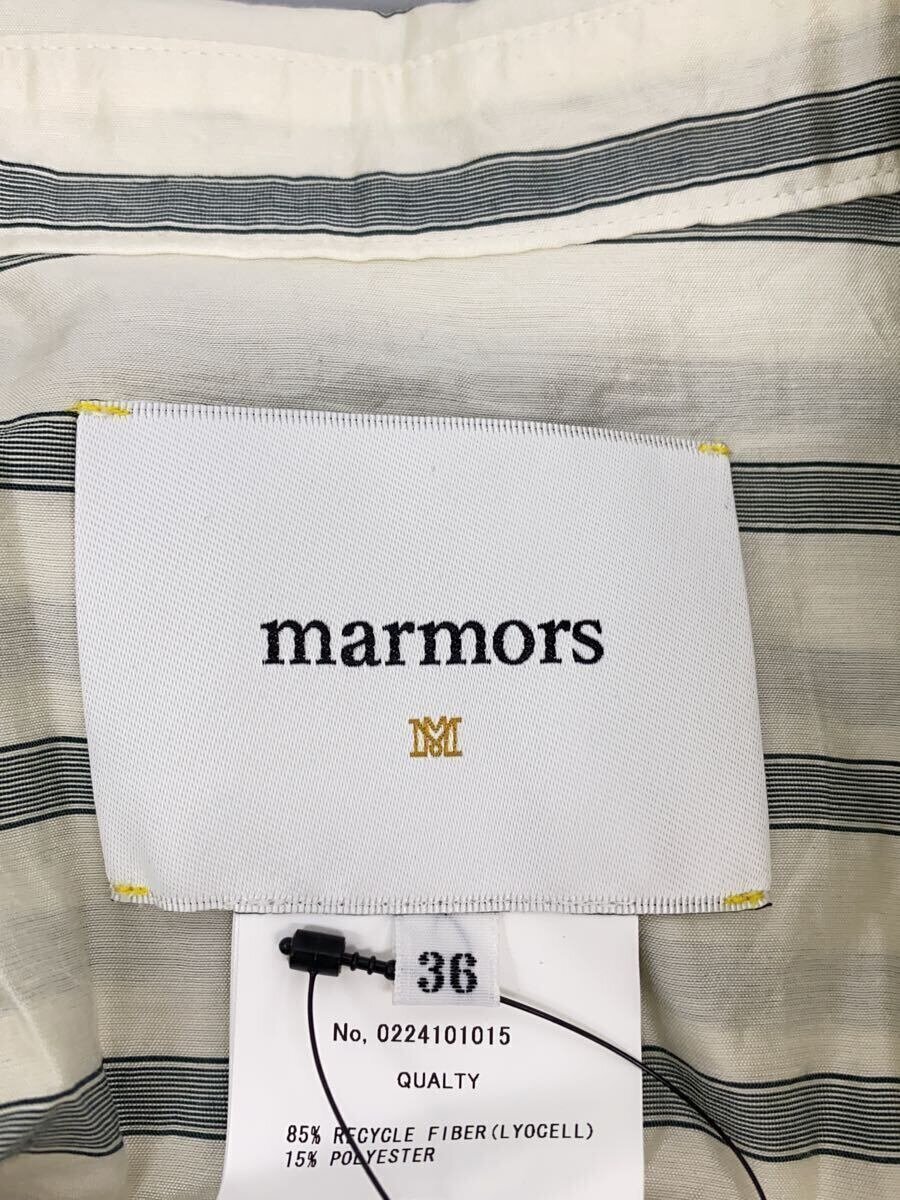 marmors
M
36
No, 0224101015
QUALTY
85% RECYCLE FIBER(LYOCELL)
15% POLYESTER